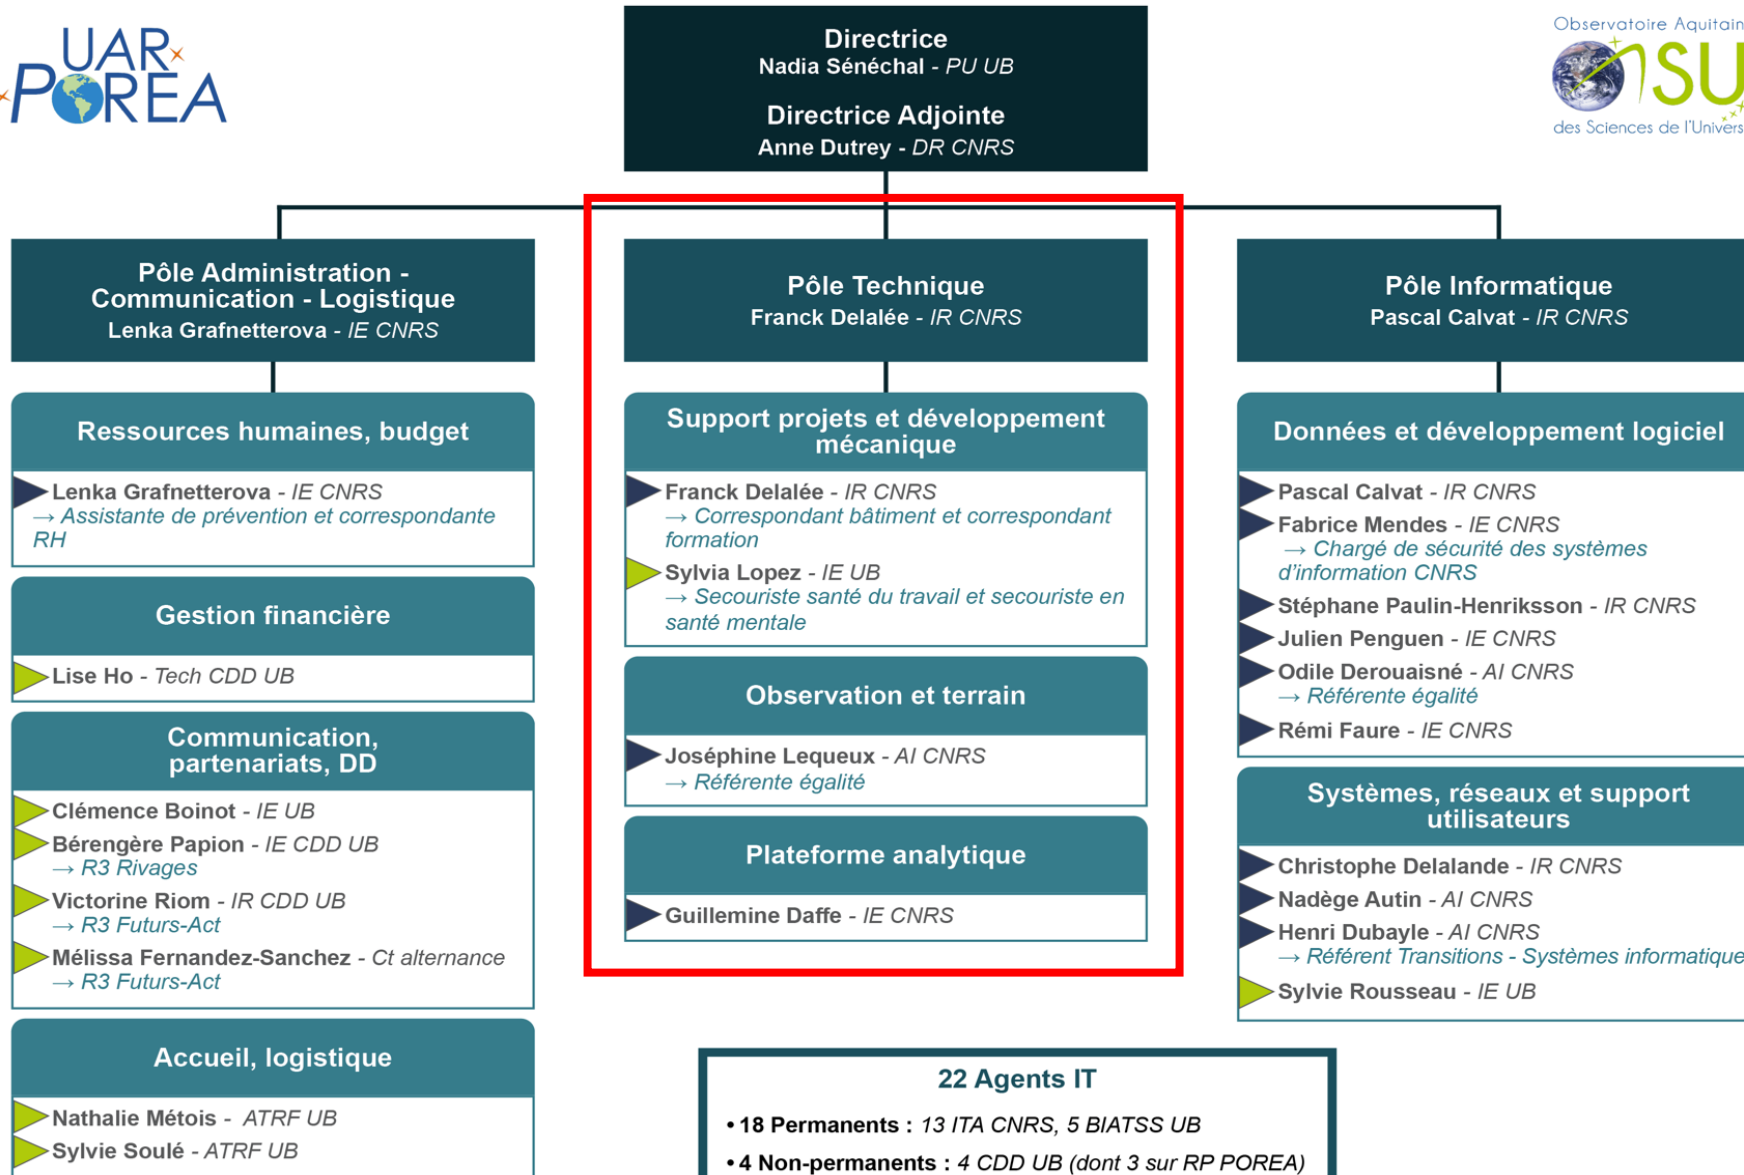 UAR
POREA
Directrice
Nadia Sénéchal - PU UB
Directrice Adjointe
Anne Dutrey - DR CNRS
Observatoire Aquitain
OASU
des Sciences de l'Univers
Pôle Administration -
Communication - Logistique
Lenka Grafnetterova - IE CNRS
Ressources humaines, budget
Lenka Grafnetterova - IE CNRS
→ Assistante de prévention et correspondante
RH
Gestion financière
Lise Ho - Tech CDD UB
Communication,
partenariats, DD
Clémence Boinot - IE UB
Bérengère Papion - IE CDD UB
→ R3 Rivages
Victorine Riom - IR CDD UB
→ R3 Futurs-Act
Mélissa Fernandez-Sanchez - Ct alternance
→ R3 Futurs-Act
Accueil, logistique
Nathalie Métois - ATRF UB
Sylvie Soulé - ATRF UB
Pôle Technique
Franck Delalée - IR CNRS
Support projets et développement
mécanique
Franck Delalée - IR CNRS
→ Correspondant bâtiment et correspondant
formation
Sylvia Lopez - IE UB
→ Secouriste santé du travail et secouriste en
santé mentale
Observation et terrain
Joséphine Lequeux - AI CNRS
→ Référente égalité
Plateforme analytique
Guillemine Daffe - IE CNRS
Pôle Informatique
Pascal Calvat - IR CNRS
Données et développement logiciel
Pascal Calvat - IR CNRS
Fabrice Mendes - IE CNRS
→ Chargé de sécurité des systèmes
d'information CNRS
Stéphane Paulin-Henriksson - IR CNRS
Julien Penguen - IE CNRS
Odile Derouaisné - AI CNRS
→ Référente égalité
Rémi Faure - IE CNRS
Systèmes, réseaux et support
utilisateurs
Christophe Delalande - IR CNRS
Nadège Autin - AI CNRS
Henri Dubayle - AI CNRS
→ Référent Transitions - Systèmes informatique
Sylvie Rousseau - IE UB
22 Agents IT
• 18 Permanents : 13 ITA CNRS, 5 BIATSS UB
• 4 Non-permanents : 4 CDD UB (dont 3 sur RP POREA)